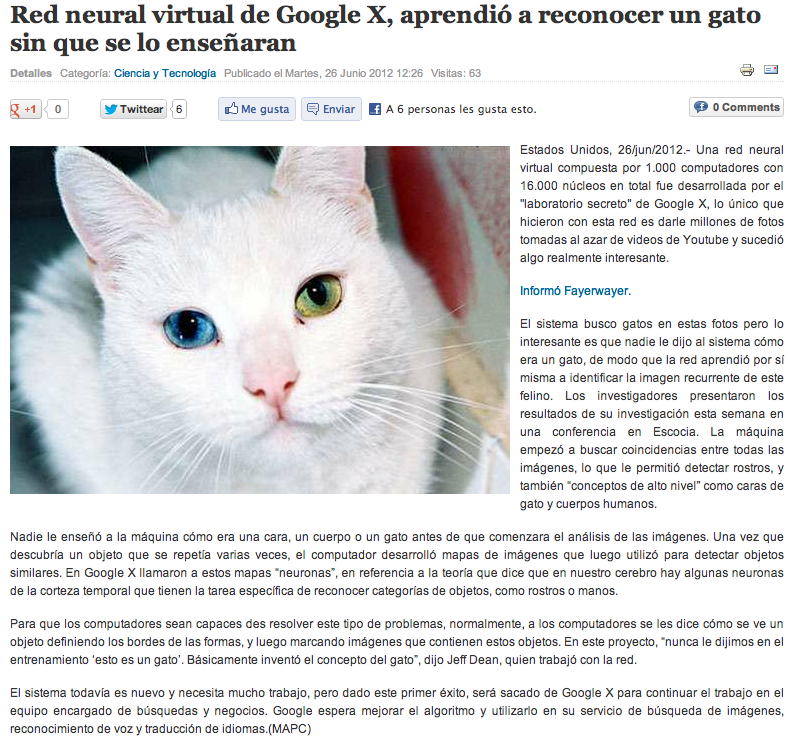 Red neural virtual de Google X, aprendió a reconocer un gato
sin que se lo enseñaran
Detalles Categoría: Ciencia y Tecnología Publicado el Martes, 26 Junio 2012 12:26 Visitas: 63
g +1 0 Twittear 6 Me gusta Enviar A 6 personas les gusta esto. 0 Comments
Estados Unidos, 26/jun/2012.- Una red neural
virtual compuesta por 1.000 computadores con
16.000 núcleos en total fue desarrollada por el
"laboratorio secreto" de Google X, lo único que
hicieron con esta red es darle millones de fotos
tomadas al azar de videos de Youtube y sucedió
algo realmente interesante.
Informó Fayerwayer.
El sistema busco gatos en estas fotos pero lo
interesante es que nadie le dijo al sistema cómo
era un gato, de modo que la red aprendió por sí
misma a identificar la imagen recurrente de este
felino. Los investigadores presentaron los
resultados de su investigación esta semana en
una conferencia en Escocia. La máquina
empezó a buscar coincidencias entre todas las
imágenes, lo que le permitió detectar rostros, y
también “conceptos de alto nivel” como caras de
gato y cuerpos humanos.
Nadie le enseñó a la máquina cómo era una cara, un cuerpo o un gato antes de que comenzara el análisis de las imágenes. Una vez que
descubría un objeto que se repetía varias veces, el computador desarrolló mapas de imágenes que luego utilizó para detectar objetos
similares. En Google X llamaron a estos mapas “neuronas”, en referencia a la teoría que dice que en nuestro cerebro hay algunas neuronas
de la corteza temporal que tienen la tarea específica de reconocer categorías de objetos, como rostros o manos.
Para que los computadores sean capaces des resolver este tipo de problemas, normalmente, a los computadores se les dice cómo se ve un
objeto definiendo los bordes de las formas, y luego marcando imágenes que contienen estos objetos. En este proyecto, “nunca le dijimos en el
entrenamiento ‘esto es un gato’. Básicamente inventó el concepto del gato”, dijo Jeff Dean, quien trabajó con la red.
El sistema todavía es nuevo y necesita mucho trabajo, pero dado este primer éxito, será sacado de Google X para continuar el trabajo en el
equipo encargado de búsquedas y negocios. Google espera mejorar el algoritmo y utilizarlo en su servicio de búsqueda de imágenes,
reconocimiento de voz y traducción de idiomas.(MAPC)